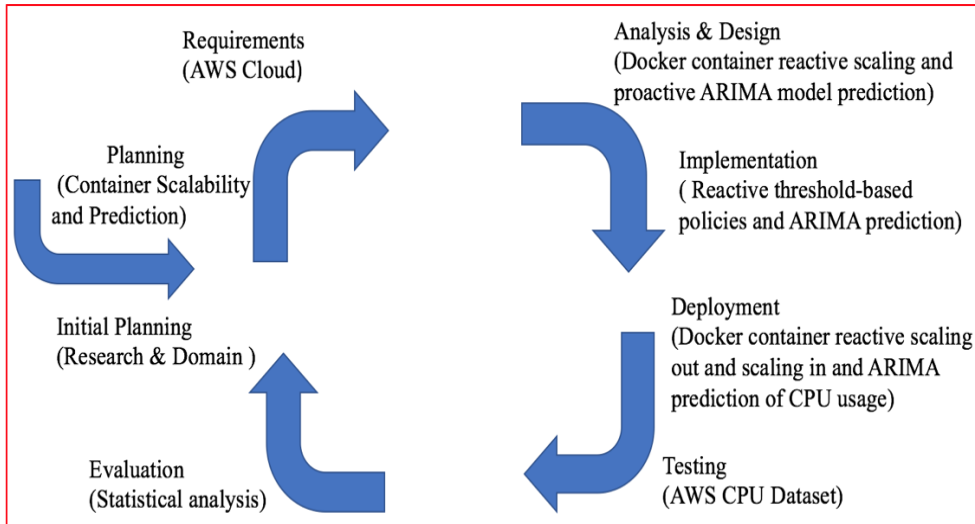 Requirements
(AWS Cloud)
Analysis & Design
(Docker container reactive scaling and
proactive ARIMA model prediction)
Planning
(Container Scalability
and Prediction)
Implementation
( Reactive threshold-based
policies and ARIMA prediction)
Initial Planning
(Research & Domain )
Deployment
(Docker container reactive scaling
out and scaling in and ARIMA
prediction of CPU usage)
Evaluation
(Statistical analysis)
Testing
(AWS CPU Dataset)